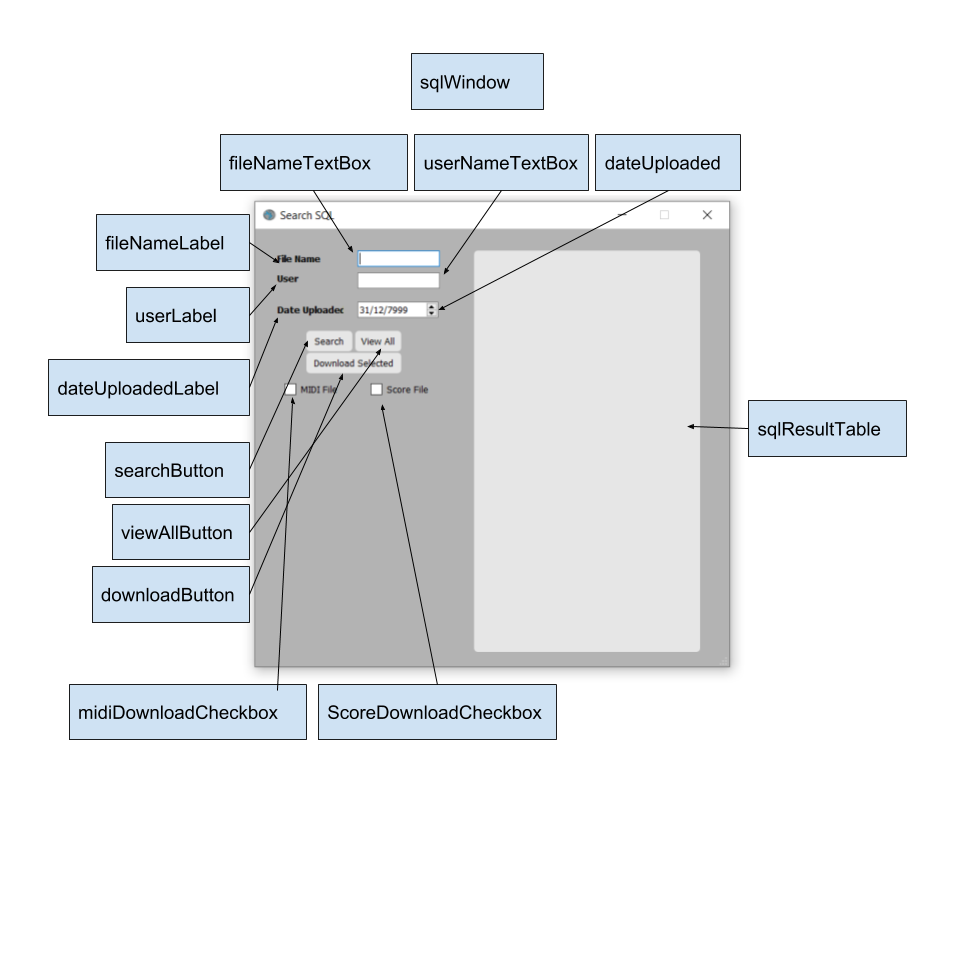 sqlWindow
fileNameTextBox
userNameTextBox
dateUploaded
fileNameLabel
Search SQL
File Name
User
userLabel
Date Uploaded
31/12/7999
Search
View All
Download Selected
dateUploadedLabel
MIDI File
Score File
sqlResultTable
searchButton
viewAllButton
downloadButton
midiDownloadCheckbox
ScoreDownloadCheckbox